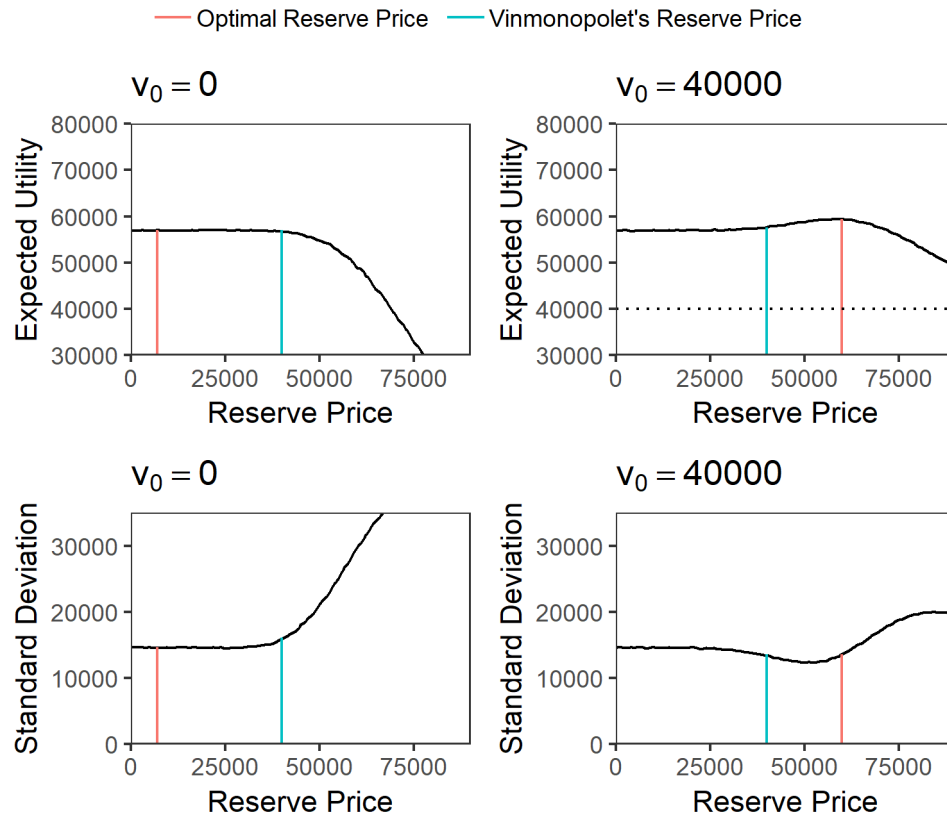 Optimal Reserve Price Vinmonopolet's Reserve Price
v₀ = 0
80000
70000
60000
50000
40000
30000
Expected Utility
0 25000 50000 75000
Reserve Price
v₀ = 40000
80000
70000
60000
50000
40000
30000
Expected Utility
0 25000 50000 75000
Reserve Price
v₀ = 0
30000
20000
10000
0
Standard Deviation
0 25000 50000 75000
Reserve Price
v₀ = 40000
30000
20000
10000
0
Standard Deviation
0 25000 50000 75000
Reserve Price